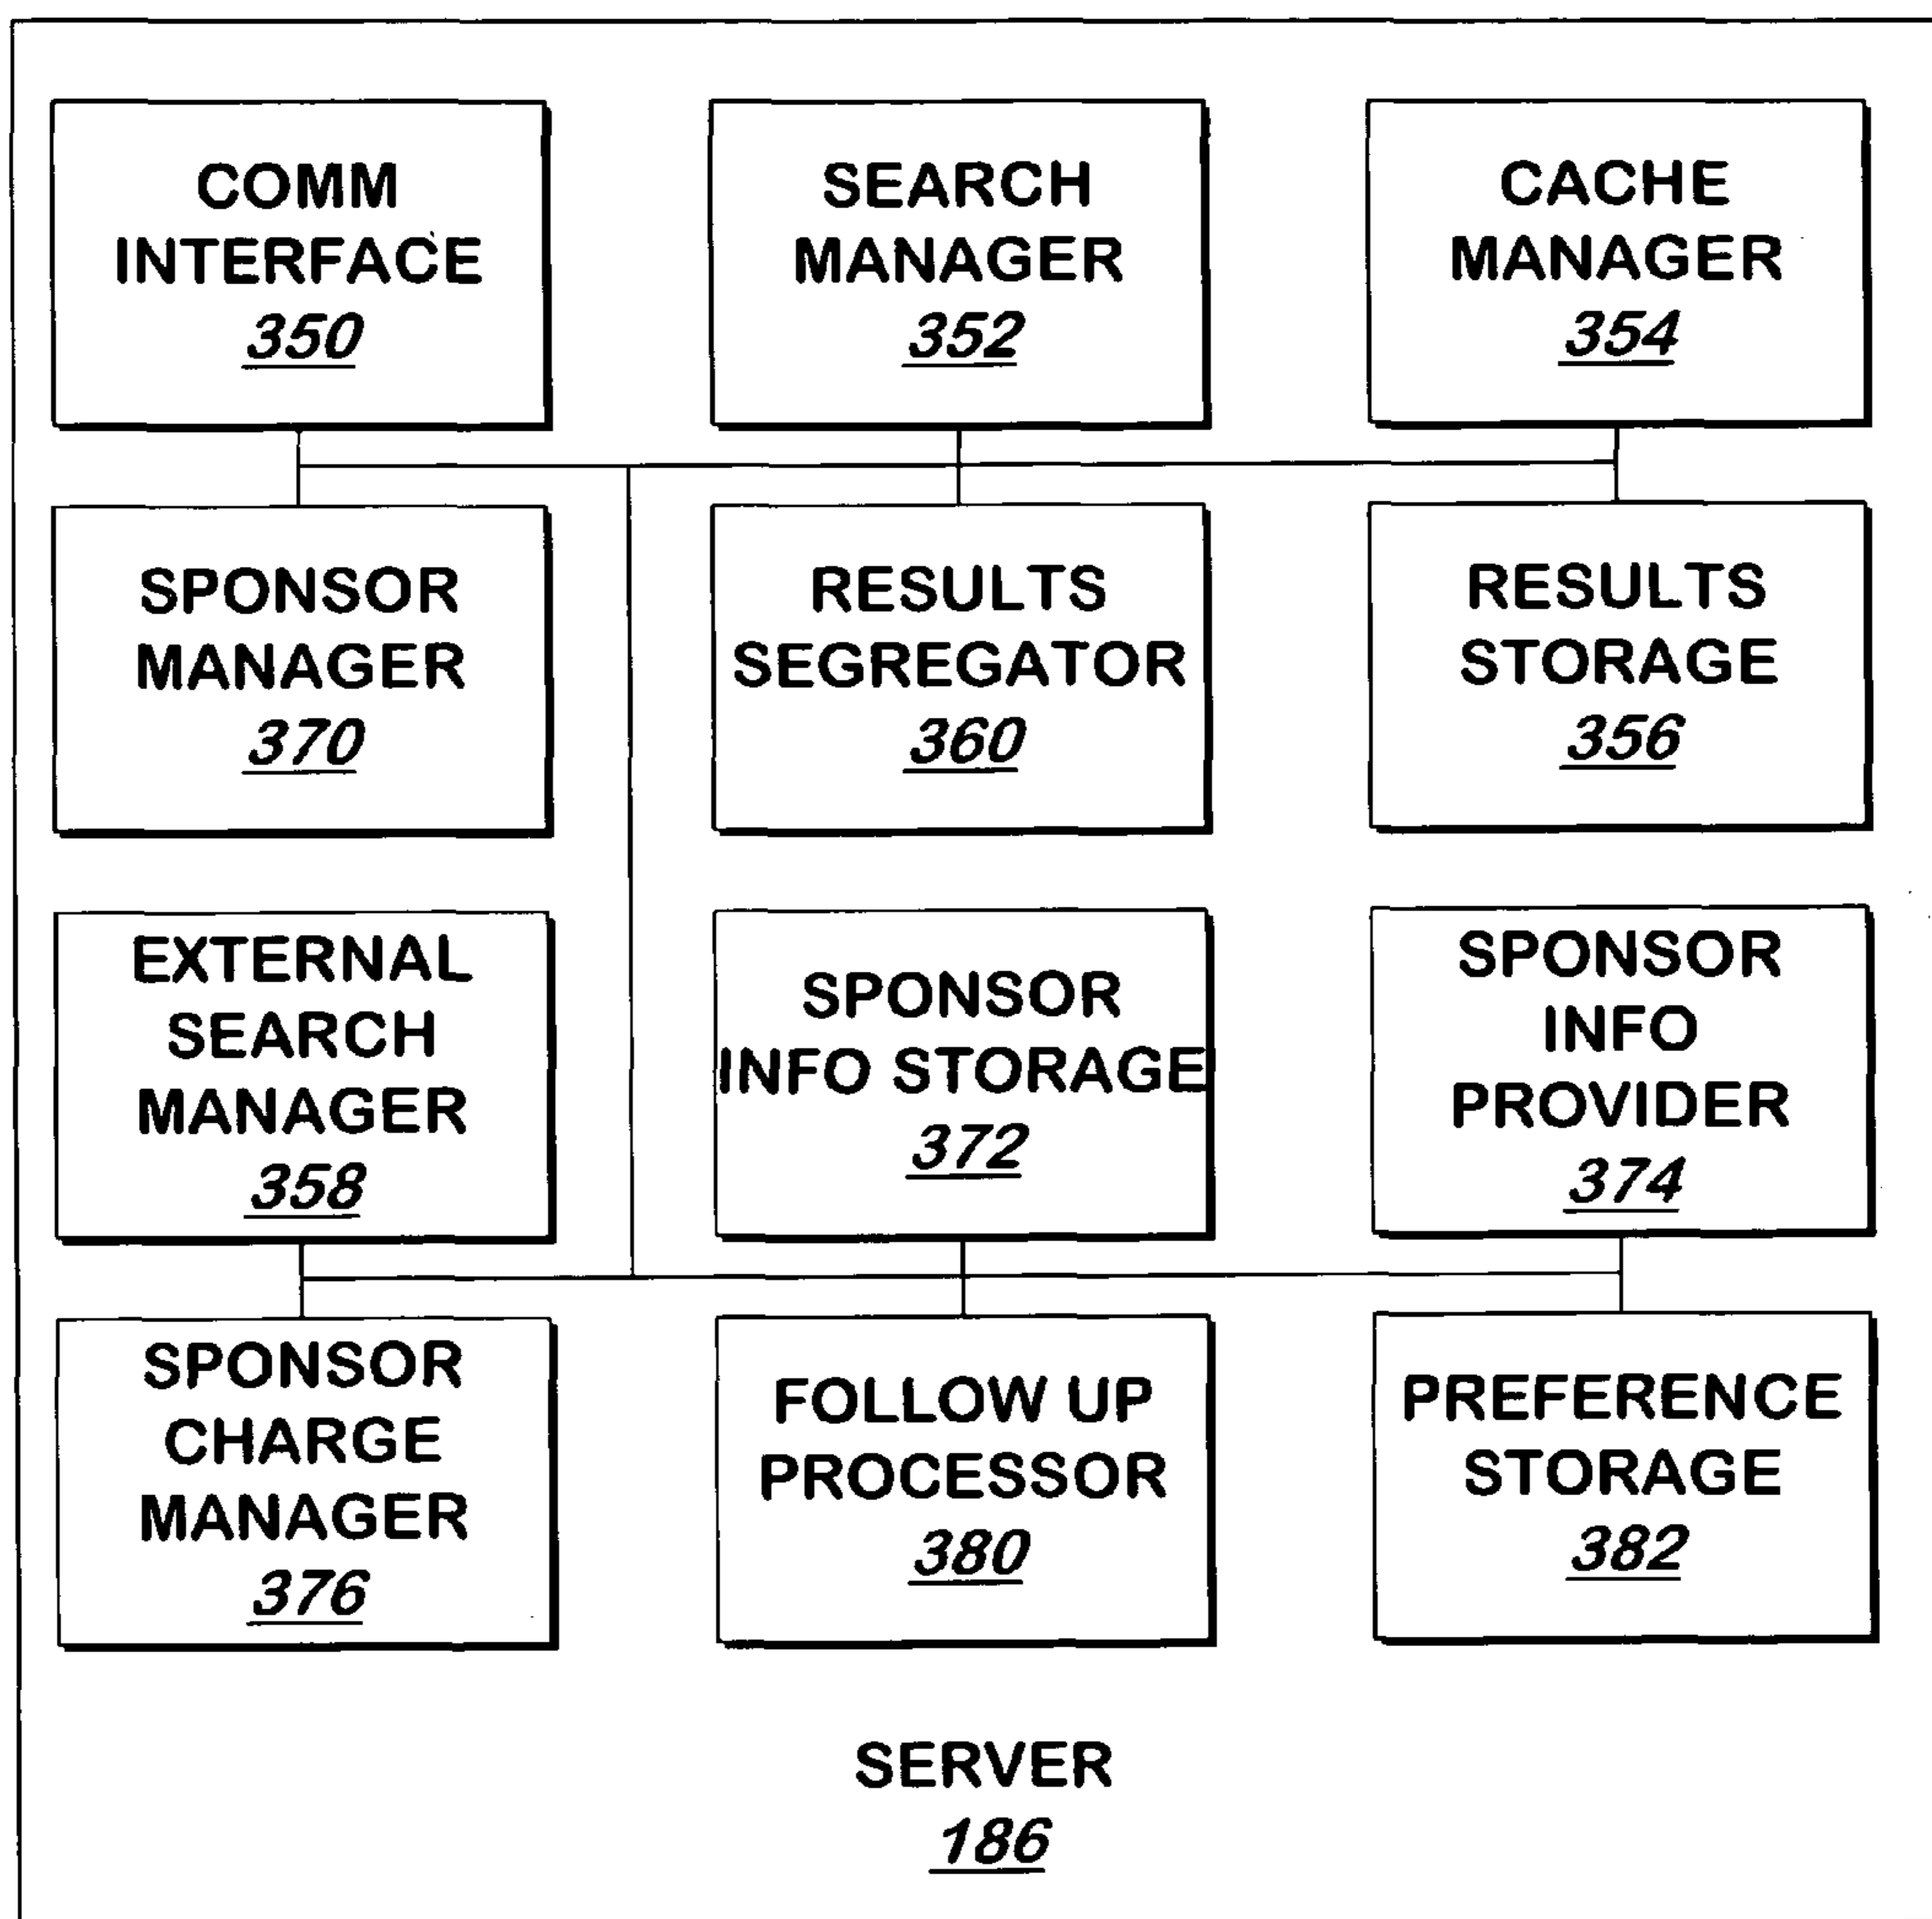 COMM
INTERFACE
350
SEARCH
MANAGER
352
CACHE
MANAGER
354
SPONSOR
MANAGER
370
RESULTS
SEGREGATOR
360
RESULTS
STORAGE
356
EXTERNAL
SEARCH
MANAGER
358
SPONSOR
INFO STORAGE
372
SPONSOR
INFO
PROVIDER
374
SPONSOR
CHARGE
MANAGER
376
FOLLOW UP
PROCESSOR
380
PREFERENCE
STORAGE
382
SERVER
186